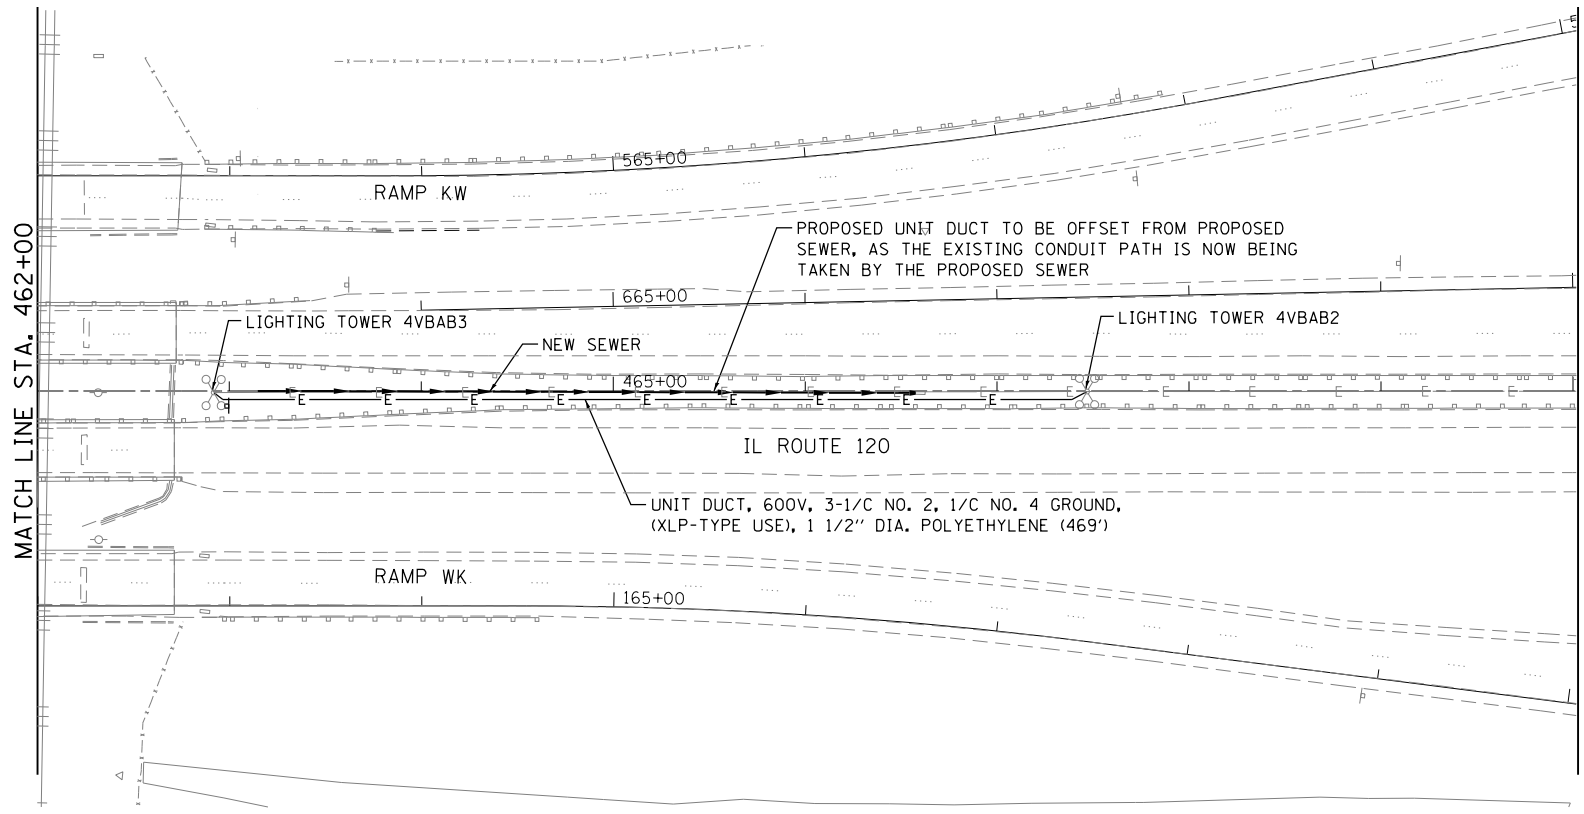 565+00
RAMP KW
PROPOSED UNIT DUCT TO BE OFFSET FROM PROPOSED
SEWER, AS THE EXISTING CONDUIT PATH IS NOW BEING
TAKEN BY THE PROPOSED SEWER
MATCH LINE STA. 462+00
665+00
LIGHTING TOWER 4VBAB3
LIGHTING TOWER 4VBAB2
NEW SEWER
465+00
E E E E E E E E E E E
E E E E E E E E E
IL ROUTE 120
UNIT DUCT, 600V, 3-1/C NO. 2, 1/C NO. 4 GROUND,
(XLP-TYPE USE), 1 1/2" DIA. POLYETHYLENE (469')
RAMP WK
165+00